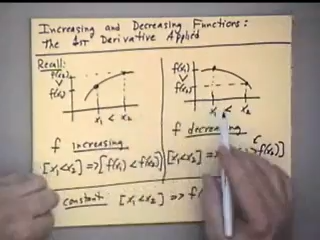 Increasing and Decreasing Functions:
The 1st Derivative Applied
Recall:
f(x₂)
f(x₁)
x₁ < x₂
f increasing
[x₁<x₂] => [f(x₁) < f(x₂)]
f(x₁)
f(x₂)
x₁ < x₂
f decreasing
[x₁<x₂] => > f(x₂)]
constant [x₁<x₂] =>